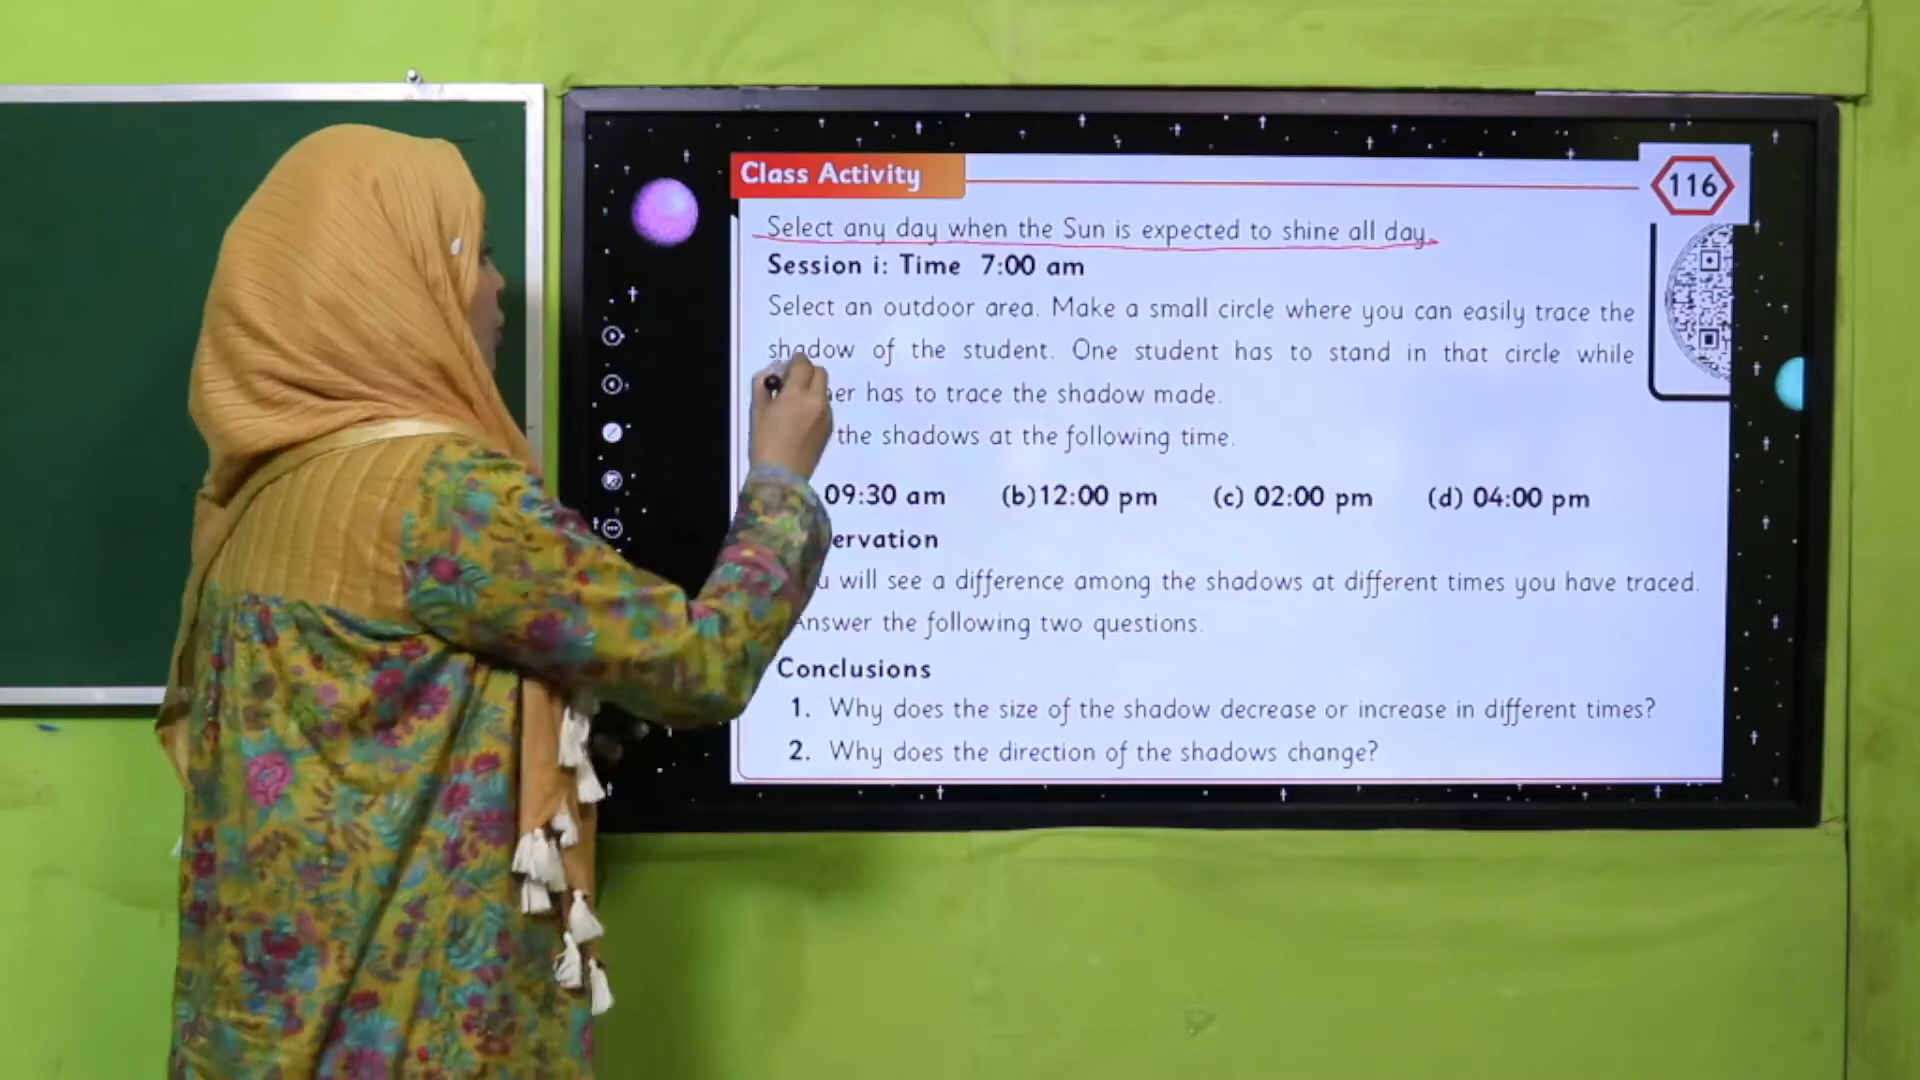 Class Activity
116
Select any day when the Sun is expected to shine all day.
Session i: Time 7:00 am
Select an outdoor area. Make a small circle where you can easily trace the
shadow of the student. One student has to stand in that circle while
has to trace the shadow made.
the shadows at the following time.
09:30 am (b)12:00 pm (c) 02:00 pm (d) 04:00 pm
ervation
will see a difference among the shadows at different times you have traced.
Answer the following two questions.
Conclusions
1. Why does the size of the shadow decrease or increase in different times?
2. Why does the direction of the shadows change?